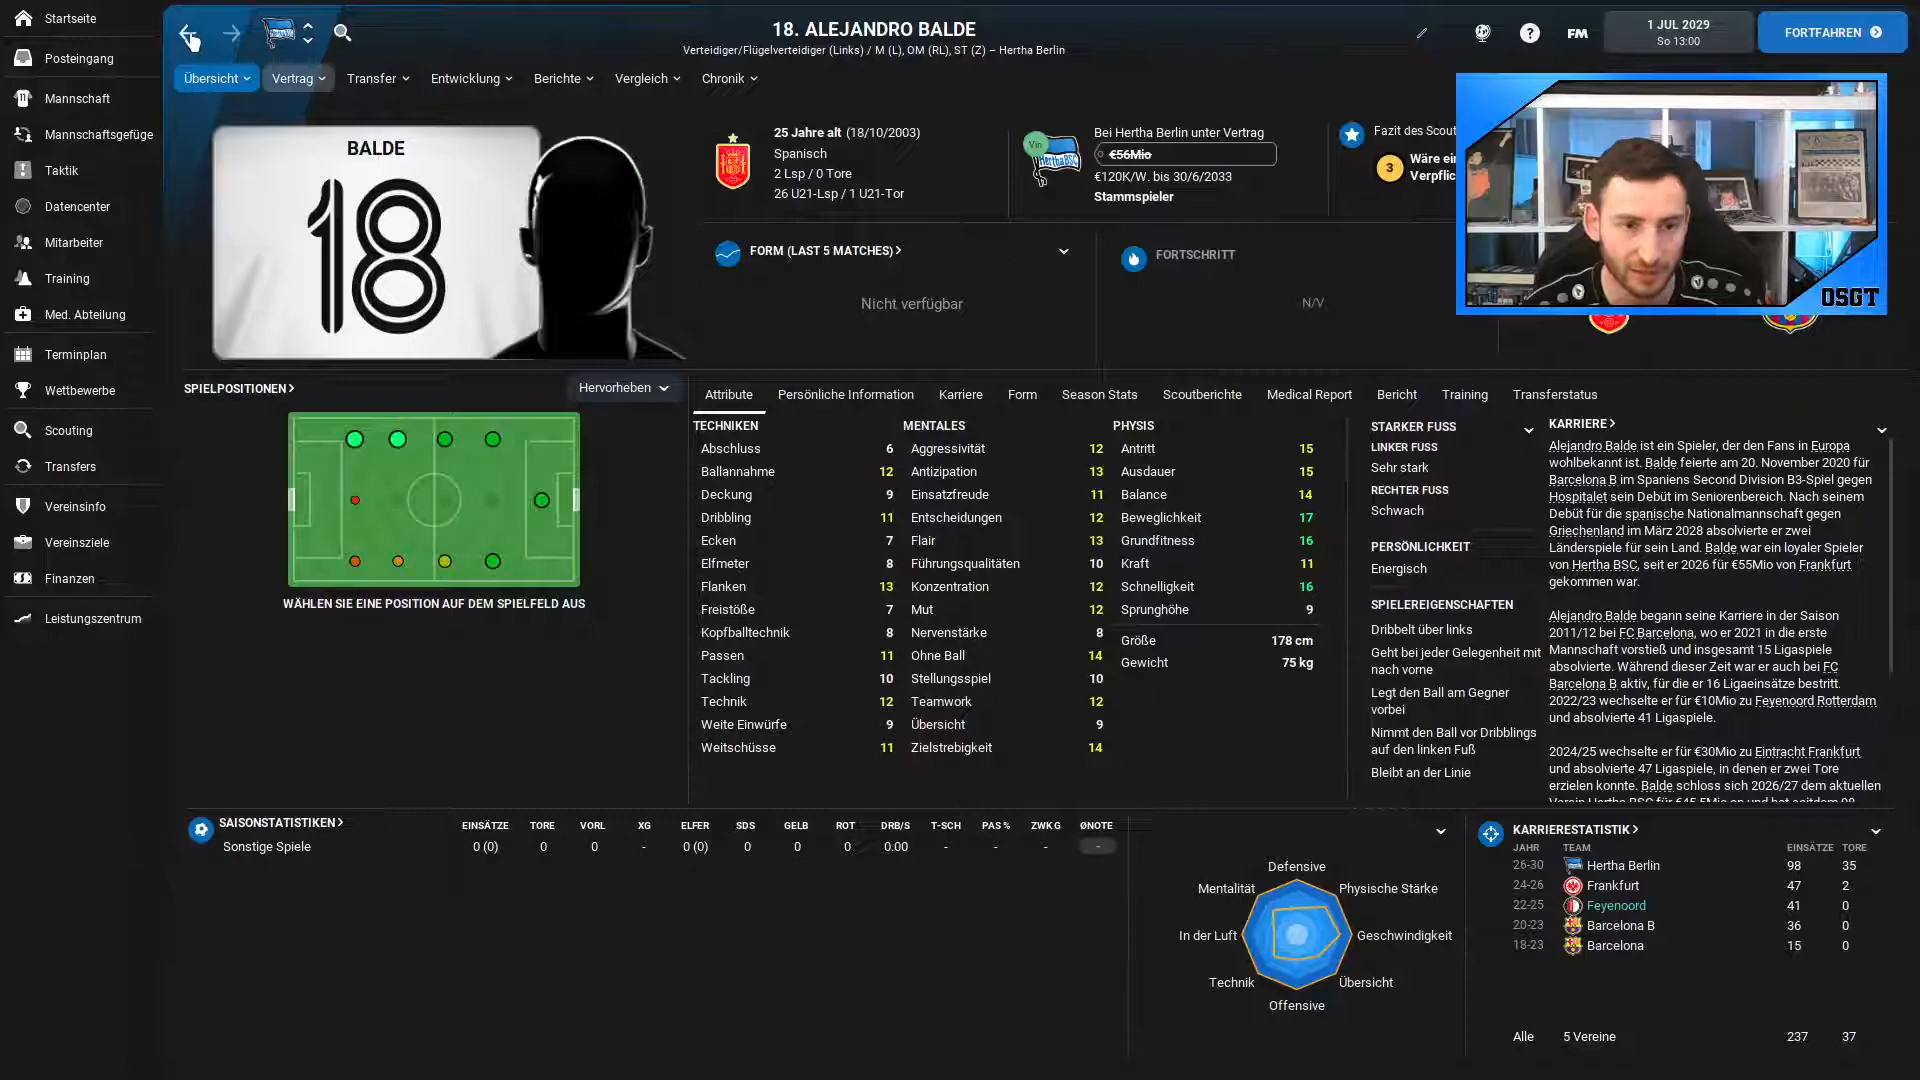 Startseite
Posteingang
Mannschaft
Mannschaftsgefüge
Taktik
Datencenter
Mitarbeiter
Training
Med. Abteilung
Terminplan
Wettbewerbe
Scouting
Transfers
Vereinsinfo
Vereinsziele
Finanzen
Leistungszentrum
18. ALEJANDRO BALDE
Verteidiger/Flügelverteidiger (Links) / M (L), OM (RL), ST (Z) – Hertha Berlin
FM
1 JUL 2029
So 13:00
FORTFAHREN
Übersicht
Vertrag
Transfer
Entwicklung
Berichte
Vergleich
Chronik
BALDE
18
25 Jahre alt (18/10/2003)
Spanisch
2 Lsp / 0 Tore
26 U21-Lsp / 1 U21-Tor
Vin
Bei Hertha Berlin unter Vertrag
€56Mio
€120K/W. bis 30/6/2033
Stammspieler
Fazit des Scout
3
Wäre ei
Verpflic
OSGT
FORM (LAST 5 MATCHES)
Nicht verfügbar
FORTSCHRITT
N/V
SPIELPOSITIONEN
Hervorheben
WÄHLEN SIE EINE POSITION AUF DEM SPIELFELD AUS
Attribute
Persönliche Information
Karriere
Form
Season Stats
Scoutberichte
Medical Report
Bericht
Training
Transferstatus
TECHNIKEN
Abschluss 6
Ballannahme 12
Deckung 9
Dribbling 11
Ecken 7
Elfmeter 8
Flanken 13
Freistöße 7
Kopfballtechnik 8
Passen 11
Tackling 10
Technik 12
Weite Einwürfe 9
Weitschüsse 11
MENTALES
Aggressivität 12
Antizipation 13
Einsatzfreude 11
Entscheidungen 12
Flair 13
Führungsqualitäten 10
Konzentration 12
Mut 12
Nervenstärke 8
Ohne Ball 14
Stellungsspiel 10
Teamwork 12
Übersicht 9
Zielstrebigkeit 14
PHYSIS
Antritt 15
Ausdauer 15
Balance 14
Beweglichkeit 17
Grundfitness 16
Kraft 11
Schnelligkeit 16
Sprunghöhe 9
Größe 178 cm
Gewicht 75 kg
STARKER FUSS
LINKER FUSS
Sehr stark
RECHTER FUSS
Schwach
PERSÖNLICHKEIT
Energisch
SPIELEREIGENSCHAFTEN
Dribbelt über links
Geht bei jeder Gelegenheit mit
nach vorne
Legt den Ball am Gegner
vorbei
Nimmt den Ball vor Dribblings
auf den linken Fuß
Bleibt an der Linie
KARRIERE
Alejandro Balde ist ein Spieler, der den Fans in Europa
wohlbekannt ist. Balde feierte am 20. November 2020 für
Barcelona B im Spaniens Second Division B3-Spiel gegen
Hospitalet sein Debüt im Seniorenbereich. Nach seinem
Debüt für die spanische Nationalmannschaft gegen
Griechenland im März 2028 absolvierte er zwei
Länderspiele für sein Land. Balde war ein loyaler Spieler
von Hertha BSC, seit er 2026 für €55Mio von Frankfurt
gekommen war.
Alejandro Balde begann seine Karriere in der Saison
2011/12 bei FC Barcelona, wo er 2021 in die erste
Mannschaft vorstieß und insgesamt 15 Ligaspiele
absolvierte. Während dieser Zeit war er auch bei FC
Barcelona B aktiv, für die er 16 Ligaeinsätze bestritt.
2022/23 wechselte er für €10Mio zu Feyenoord Rotterdam
und absolvierte 41 Ligaspiele.
2024/25 wechselte er für €30Mio zu Eintracht Frankfurt
und absolvierte 47 Ligaspiele, in denen er zwei Tore
erzielen konnte. Balde schloss sich 2026/27 dem aktuellen
Verein Hertha BSC für €45,5Mio an und hat seitdem 98
SAISONSTATISTIKEN
EINSÄTZE TORE VORL XG ELFER SDS GELB ROT DRB/S T-SCH PAS % ZWK G ØNOTE
Sonstige Spiele 0 (0) 0 0 - 0 (0) 0 0 0 0.00 - - - -
Defensive
Mentalität
Physische Stärke
In der Luft
Geschwindigkeit
Technik
Übersicht
Offensive
KARRIERESTATISTIK
JAHR TEAM EINSÄTZE TORE
26-30 Hertha Berlin 98 35
24-26 Frankfurt 47 2
22-25 Feyenoord 41 0
20-23 Barcelona B 36 0
18-23 Barcelona 15 0
Alle 5 Vereine 237 37